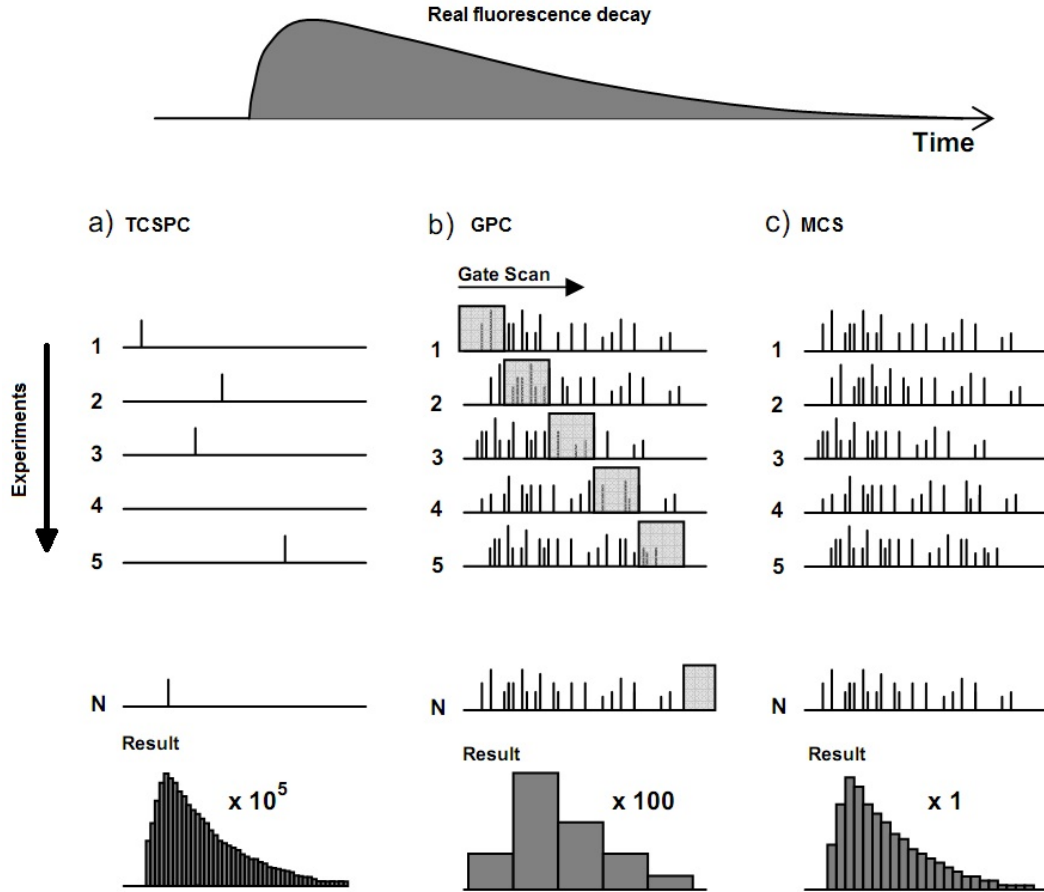 Real fluorescence decay
Time
a) TCSPC
b) GPC
c) MCS
Gate Scan
Experiments
1
2
3
4
5
N
1
2
3
4
5
N
1
2
3
4
5
N
Result
x 10⁵
Result
x 100
Result
x 1